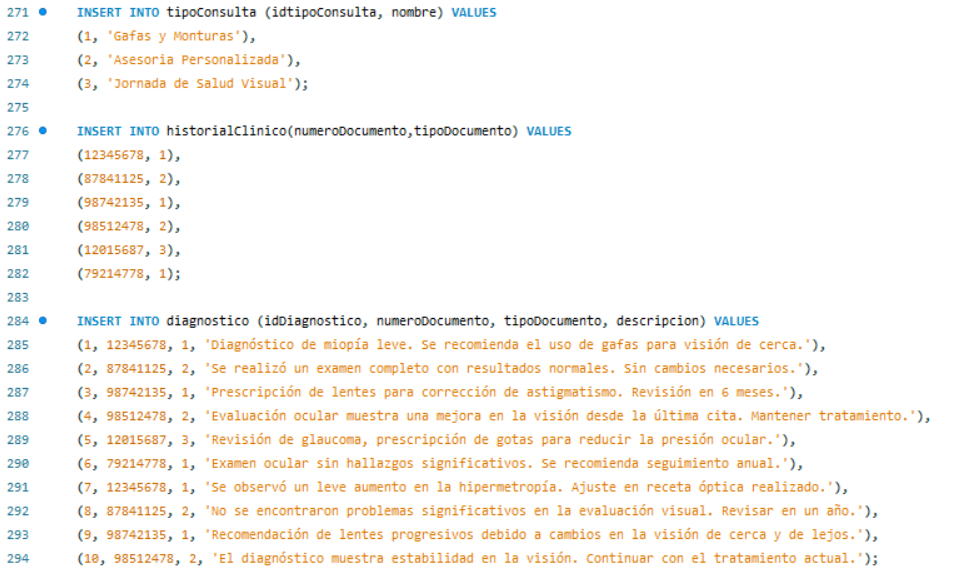 271 INSERT INTO tipoConsulta (idtipoConsulta, nombre) VALUES
272 (1, 'Gafas y Monturas'),
273 (2, 'Asesoria Personalizada'),
274 (3, 'Jornada de Salud Visual');
275
276 INSERT INTO historialClinico(numeroDocumento,tipoDocumento) VALUES
277 (12345678, 1),
278 (87841125, 2),
279 (98742135, 1),
280 (98512478, 2),
281 (12015687, 3),
282 (79214778, 1);
283
284 INSERT INTO diagnostico (idDiagnostico, numeroDocumento, tipoDocumento, descripcion) VALUES
285 (1, 12345678, 1, 'Diagnóstico de miopía leve. Se recomienda el uso de gafas para visión de cerca.'),
286 (2, 87841125, 2, 'Se realizó un examen completo con resultados normales. Sin cambios necesarios.'),
287 (3, 98742135, 1, 'Prescripción de lentes para corrección de astigmatismo. Revisión en 6 meses.'),
288 (4, 98512478, 2, 'Evaluación ocular muestra una mejora en la visión desde la última cita. Mantener tratamiento.'),
289 (5, 12015687, 3, 'Revisión de glaucoma, prescripción de gotas para reducir la presión ocular.'),
290 (6, 79214778, 1, 'Examen ocular sin hallazgos significativos. Se recomienda seguimiento anual.'),
291 (7, 12345678, 1, 'Se observó un leve aumento en la hipermetropía. Ajuste en receta óptica realizado.'),
292 (8, 87841125, 2, 'No se encontraron problemas significativos en la evaluación visual. Revisar en un año.'),
293 (9, 98742135, 1, 'Recomendación de lentes progresivos debido a cambios en la visión de cerca y de lejos.'),
294 (10, 98512478, 2, 'El diagnóstico muestra estabilidad en la visión. Continuar con el tratamiento actual.');